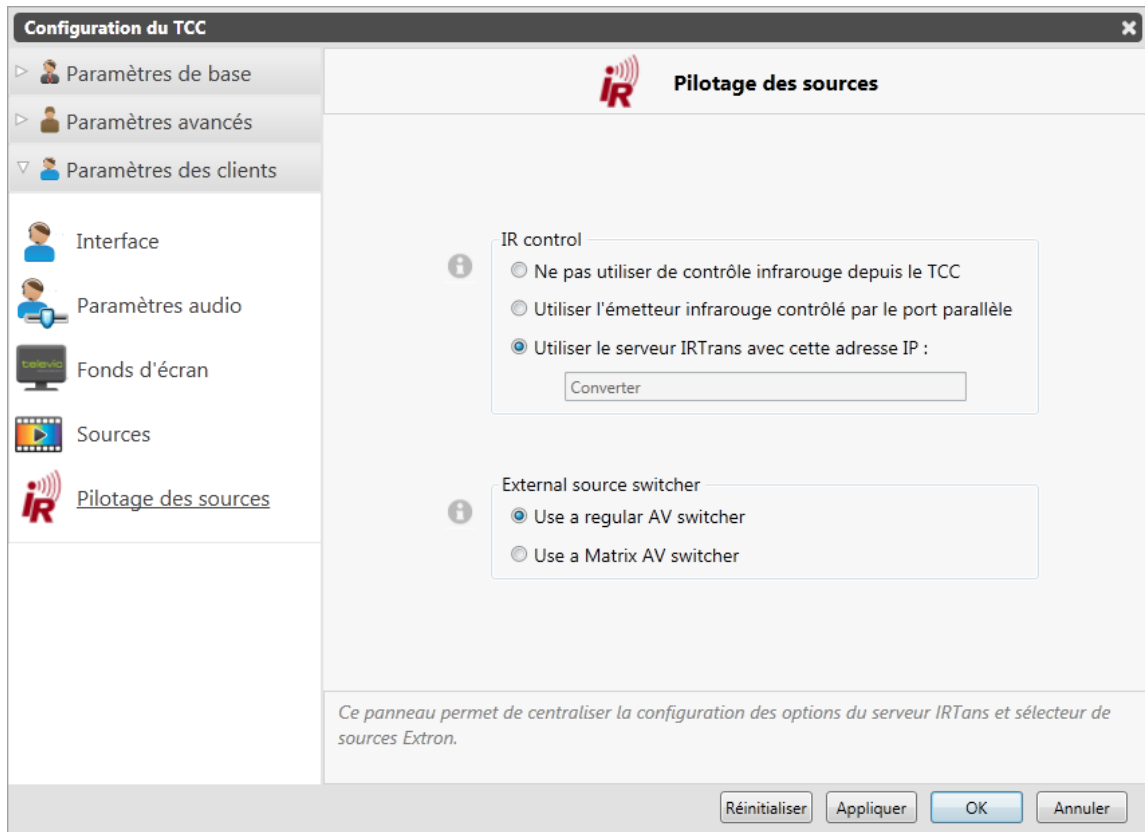 Configuration du TCC
Paramètres de base
Paramètres avancés
Paramètres des clients
Interface
Paramètres audio
televic
Fonds d'écran
Sources
iR
Pilotage des sources
iR
Pilotage des sources
IR control
Ne pas utiliser de contrôle infrarouge depuis le TCC
Utiliser l'émetteur infrarouge contrôlé par le port parallèle
Utiliser le serveur IRTrans avec cette adresse IP :
Converter
External source switcher
Use a regular AV switcher
Use a Matrix AV switcher
Ce panneau permet de centraliser la configuration des options du serveur IRTans et sélecteur de
sources Extron.
Réinitialiser
Appliquer
OK
Annuler